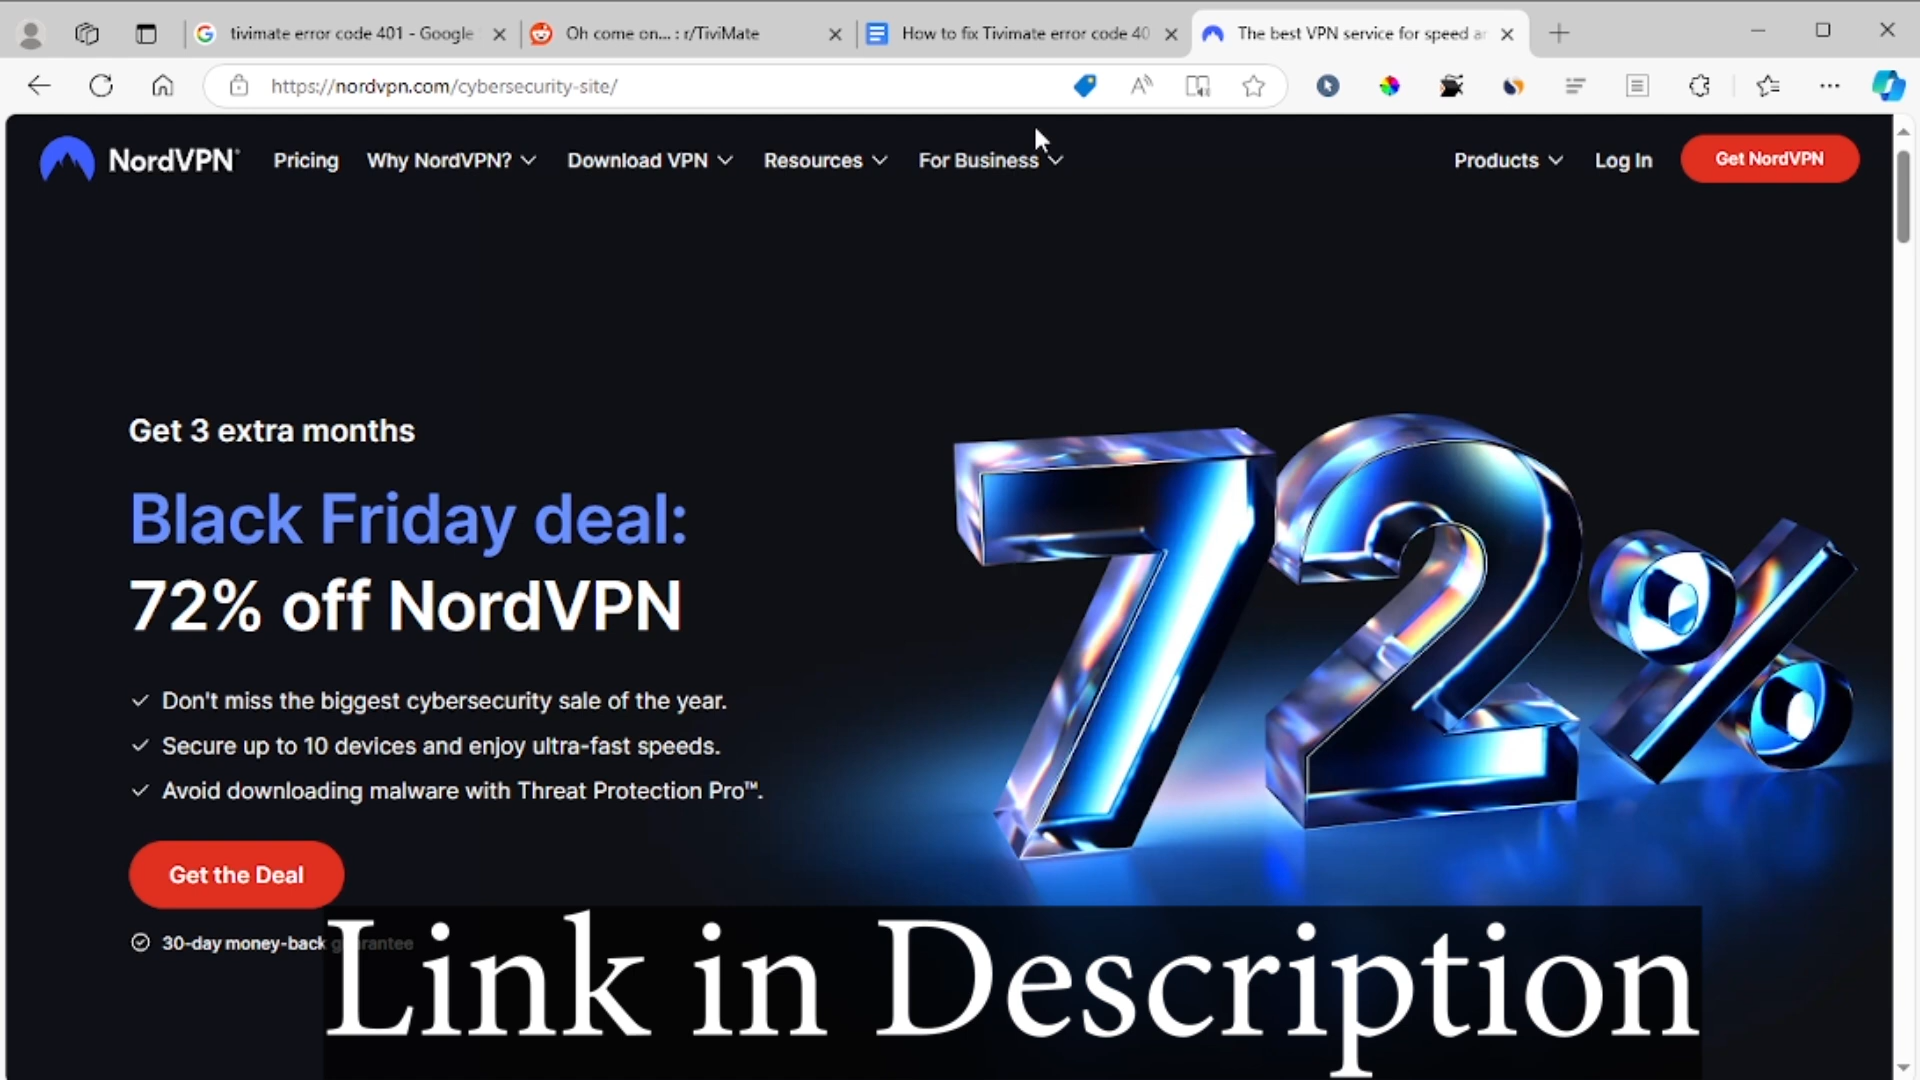 tivimate error code 401 - Google
Oh come on... : r/TiviMate
How to fix Tivimate error code 40
The best VPN service for speed ar
https://nordvpn.com/cybersecurity-site/
NordVPN®
Pricing
Why NordVPN?
Download VPN
Resources
For Business
Products
Log In
Get NordVPN
Get 3 extra months
Black Friday deal:
72% off NordVPN
72%
Don't miss the biggest cybersecurity sale of the year.
Secure up to 10 devices and enjoy ultra-fast speeds.
Avoid downloading malware with Threat Protection Pro™.
Get the Deal
30-day money-back guarantee
Link in Description